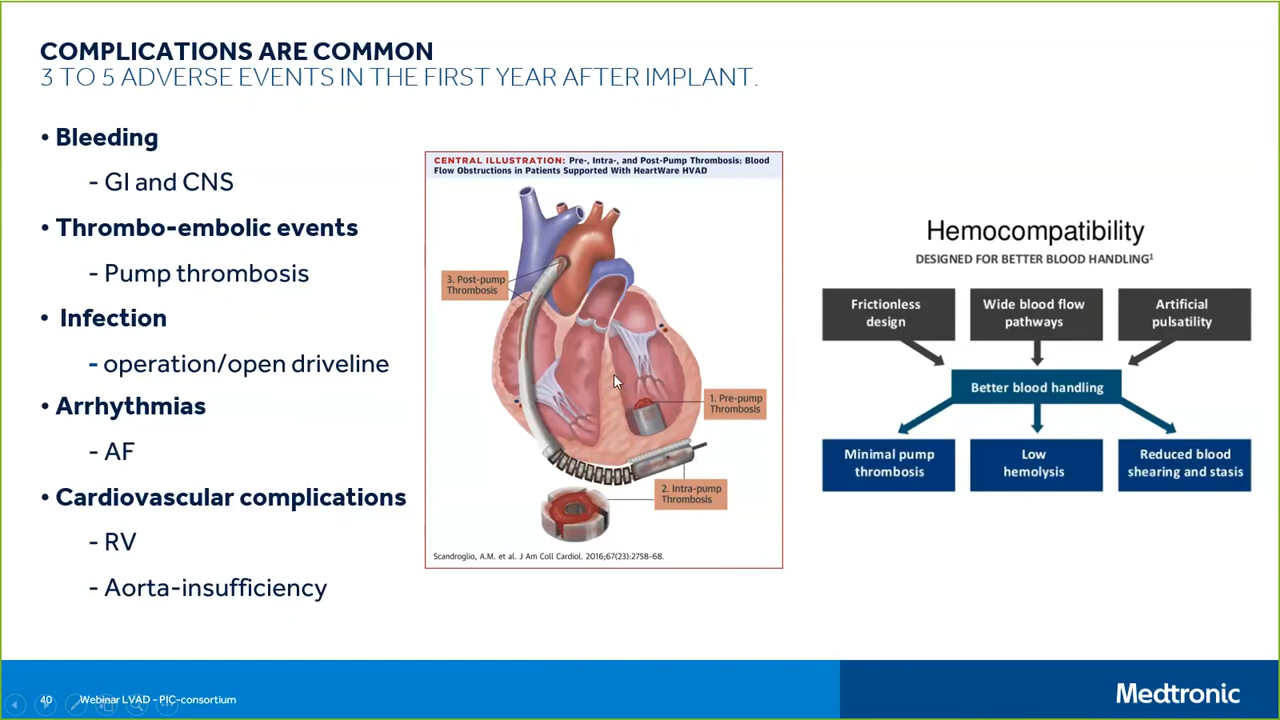 COMPLICATIONS ARE COMMON
3 TO 5 ADVERSE EVENTS IN THE FIRST YEAR AFTER IMPLANT.
• Bleeding
- GI and CNS
• Thrombo-embolic events
- Pump thrombosis
• Infection
- operation/open driveline
• Arrhythmias
- AF
• Cardiovascular complications
- RV
- Aorta-insufficiency
CENTRAL ILLUSTRATION: Pre-, Intra-, and Post-Pump Thrombosis: Blood
Flow Obstructions in Patients Supported With HeartWare HVAD
3. Post-pump
Thrombosis
1. Pre-pump
Thrombosis
2. Intra-pump
Thrombosis
Scandroglio, A.M. et al. J Am Coll Cardiol. 2016;67(23):2758-68.
Hemocompatibility
DESIGNED FOR BETTER BLOOD HANDLING¹
Frictionless
design
Wide blood flow
pathways
Artificial
pulsatility
Better blood handling
Minimal pump
thrombosis
Low
hemolysis
Reduced blood
shearing and stasis
40
Webinar LVAD - PIC-consortium
Medtronic